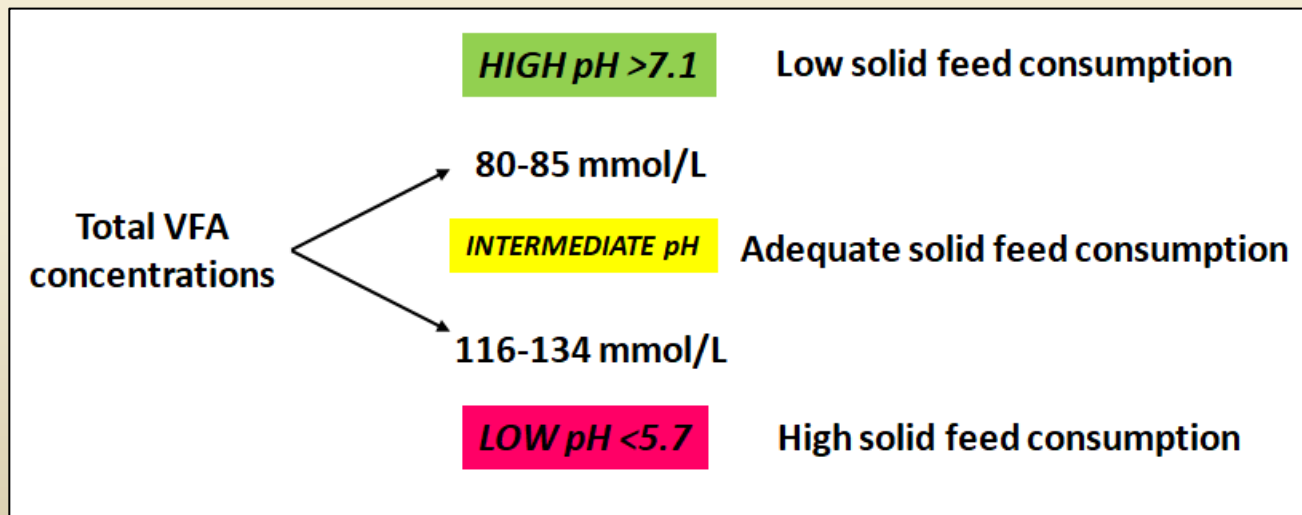 HIGH pH >7.1
Low solid feed consumption
80-85 mmol/L
Total VFA
concentrations
INTERMEDIATE pH
Adequate solid feed consumption
116-134 mmol/L
LOW pH <5.7
High solid feed consumption